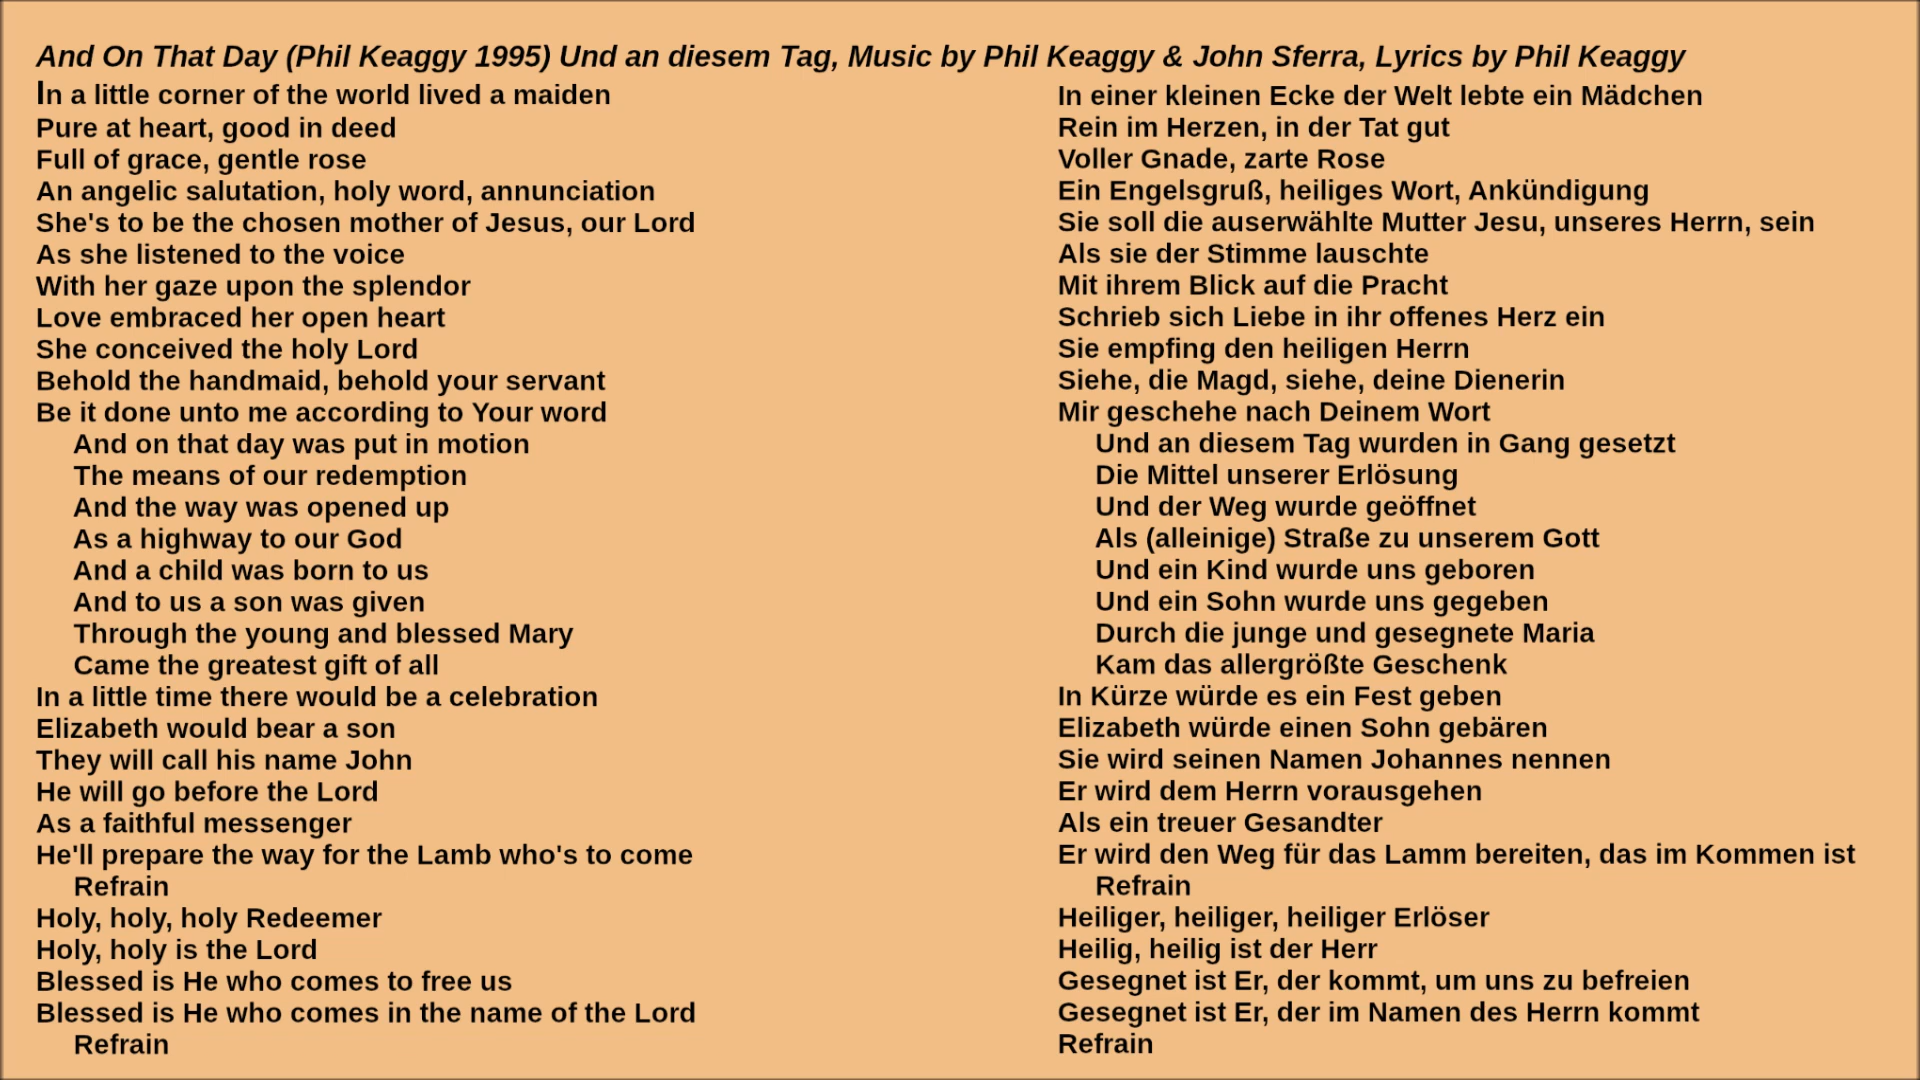 And On That Day (Phil Keaggy 1995) Und an diesem Tag, Music by Phil Keaggy & John Sferra, Lyrics by Phil Keaggy
In a little corner of the world lived a maiden
Pure at heart, good in deed
Full of grace, gentle rose
An angelic salutation, holy word, annunciation
She's to be the chosen mother of Jesus, our Lord
As she listened to the voice
With her gaze upon the splendor
Love embraced her open heart
She conceived the holy Lord
Behold the handmaid, behold your servant
Be it done unto me according to Your word
And on that day was put in motion
The means of our redemption
And the way was opened up
As a highway to our God
And a child was born to us
And to us a son was given
Through the young and blessed Mary
Came the greatest gift of all
In a little time there would be a celebration
Elizabeth would bear a son
They will call his name John
He will go before the Lord
As a faithful messenger
He'll prepare the way for the Lamb who's to come
Refrain
Holy, holy, holy Redeemer
Holy, holy is the Lord
Blessed is He who comes to free us
Blessed is He who comes in the name of the Lord
Refrain
In einer kleinen Ecke der Welt lebte ein Mädchen
Rein im Herzen, in der Tat gut
Voller Gnade, zarte Rose
Ein Engelsgruß, heiliges Wort, Ankündigung
Sie soll die auserwählte Mutter Jesu, unseres Herrn, sein
Als sie der Stimme lauschte
Mit ihrem Blick auf die Pracht
Schrieb sich Liebe in ihr offenes Herz ein
Sie empfing den heiligen Herrn
Siehe, die Magd, siehe, deine Dienerin
Mir geschehe nach Deinem Wort
Und an diesem Tag wurden in Gang gesetzt
Die Mittel unserer Erlösung
Und der Weg wurde geöffnet
Als (alleinige) Straße zu unserem Gott
Und ein Kind wurde uns geboren
Und ein Sohn wurde uns gegeben
Durch die junge und gesegnete Maria
Kam das allergrößte Geschenk
In Kürze würde es ein Fest geben
Elizabeth würde einen Sohn gebären
Sie wird seinen Namen Johannes nennen
Er wird dem Herrn vorausgehen
Als ein treuer Gesandter
Er wird den Weg für das Lamm bereiten, das im Kommen ist
Refrain
Heiliger, heiliger, heiliger Erlöser
Heilig, heilig ist der Herr
Gesegnet ist Er, der kommt, um uns zu befreien
Gesegnet ist Er, der im Namen des Herrn kommt
Refrain